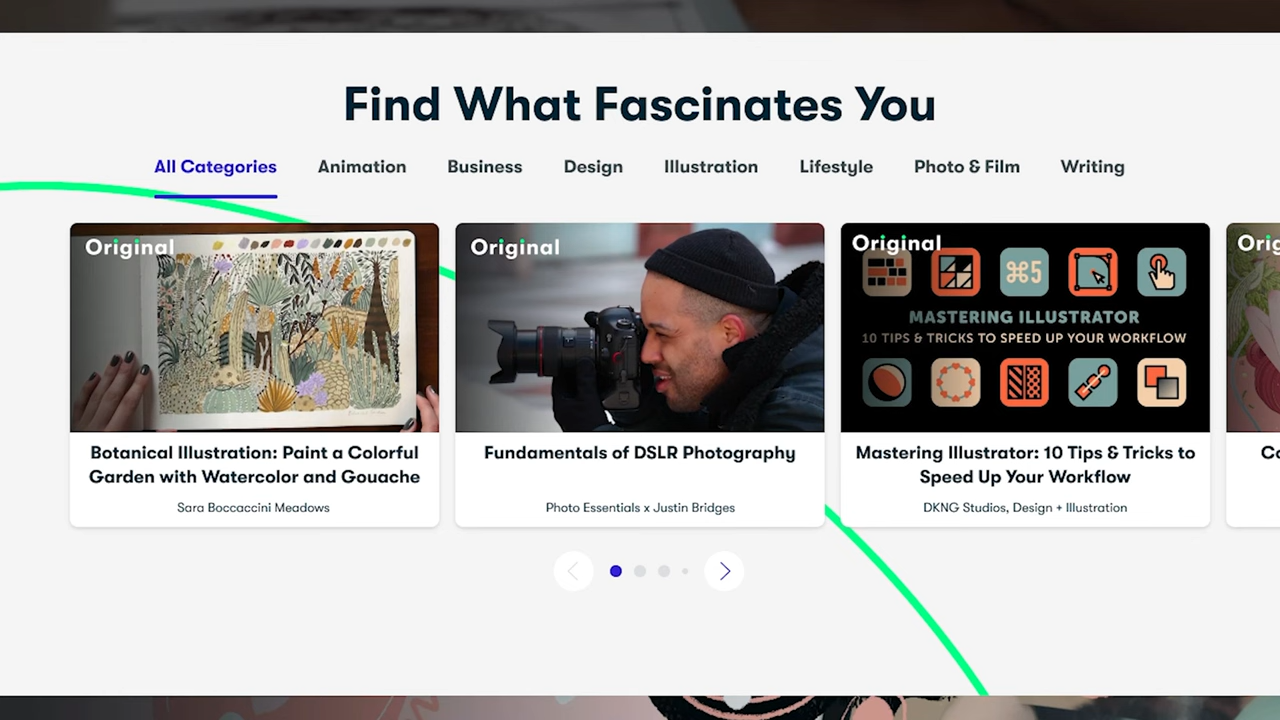 Find What Fascinates You
All Categories
Animation
Business
Design
Illustration
Lifestyle
Photo & Film
Writing
Original
Botanical Illustration: Paint a Colorful
Garden with Watercolor and Gouache
Sara Boccaccini Meadows
Original
Fundamentals of DSLR Photography
Photo Essentials x Justin Bridges
Original
⌘5
MASTERING ILLUSTRATOR
10 TIPS & TRICKS TO SPEED UP YOUR WORKFLOW
Mastering Illustrator: 10 Tips & Tricks to
Speed Up Your Workflow
DKNG Studios, Design + Illustration